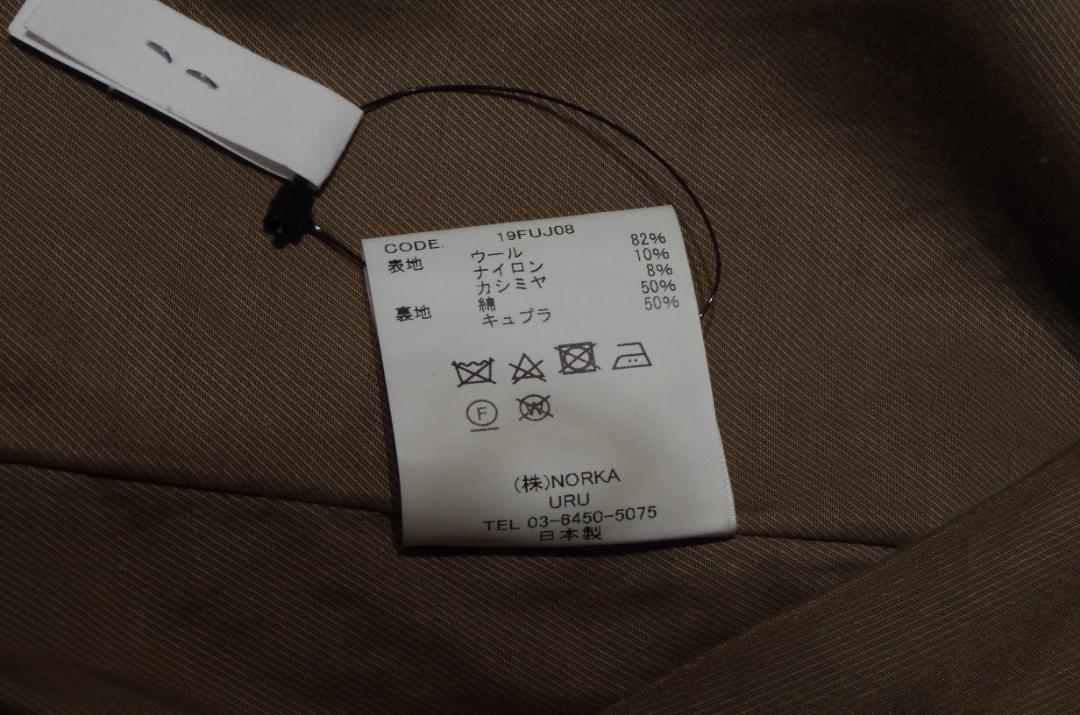 CODE. 19FUJ08
表地 ウール 82%
ナイロン 10%
カシミヤ 8%
裏地 綿 50%
キュプラ 50%
F
W
(株)NORKA
URU
TEL 03-6450-5075
日本製